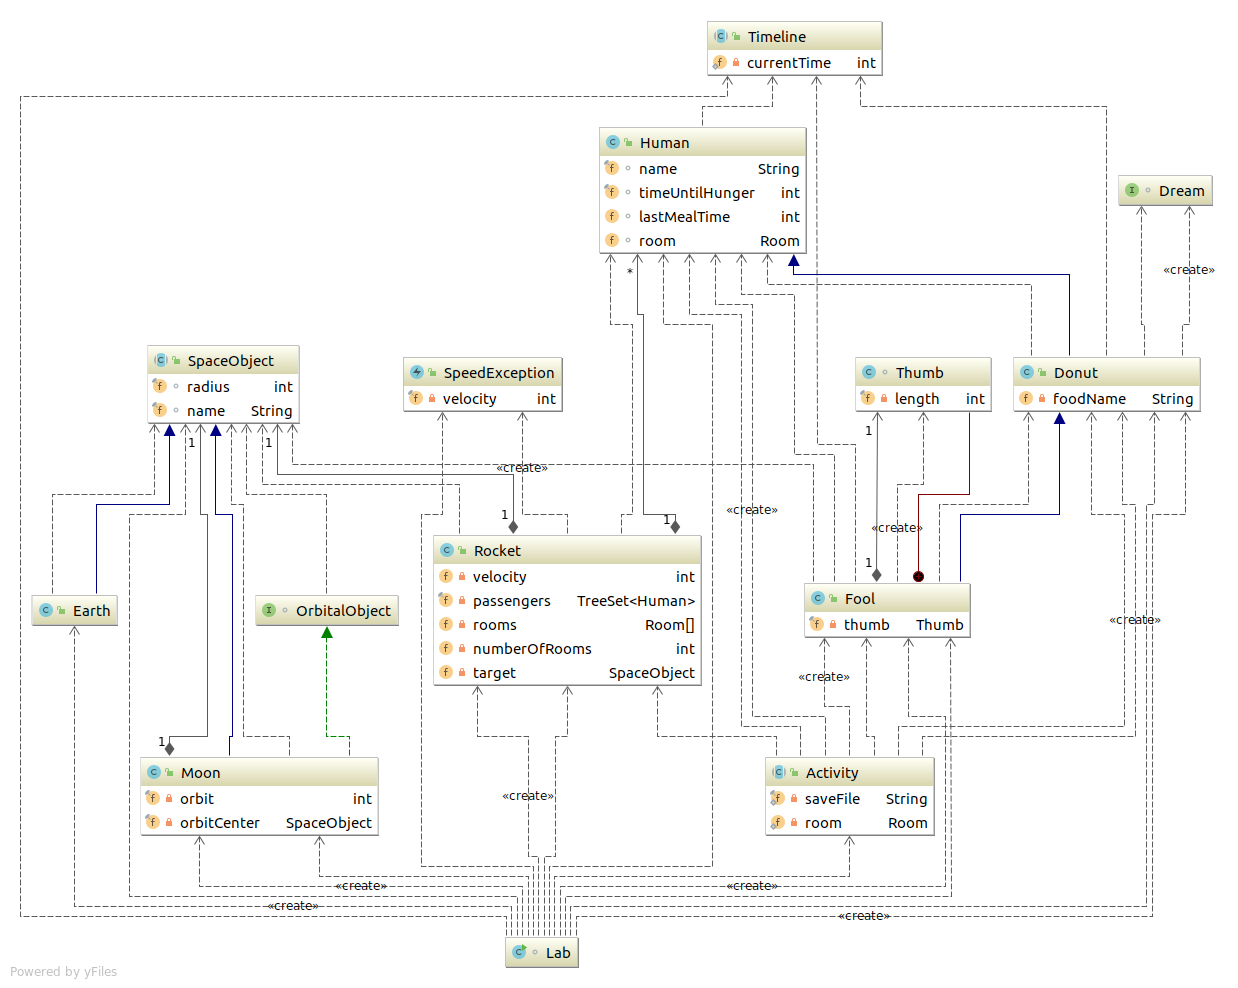 Timeline
currentTime int
Human
name String
timeUntilHunger int
lastMealTime int
room Room
Dream
«create»
*
SpaceObject
radius int
name String
SpeedException
velocity int
Thumb
length int
Donut
foodName String
1
1
1
«create»
«create»
«create»
1
1
1
Rocket
velocity int
passengers TreeSet<Human>
rooms Room[]
numberOfRooms int
target SpaceObject
Earth
OrbitalObject
Fool
thumb Thumb
«create»
«create»
1
Moon
orbit int
orbitCenter SpaceObject
Activity
saveFile String
room Room
«create»
«create»
«create»
«create»
«create»
Lab
Powered by yFiles